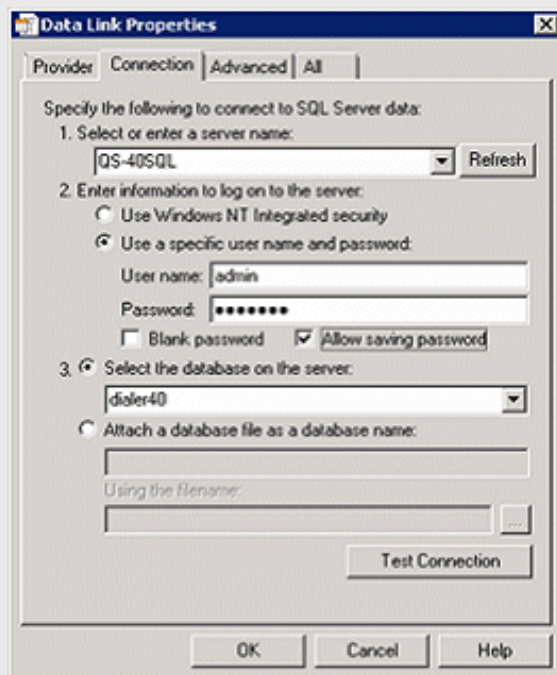 Data Link Properties
Provider Connection Advanced All
Specify the following to connect to SQL Server data:
1. Select or enter a server name:
QS-40SQL Refresh
2. Enter information to log on to the server:
Use Windows NT Integrated security
Use a specific user name and password:
User name: admin
Password: •••••••
Blank password Allow saving password
3. Select the database on the server:
dialer40
Attach a database file as a database name:
Using the filename:
...
Test Connection
OK Cancel Help